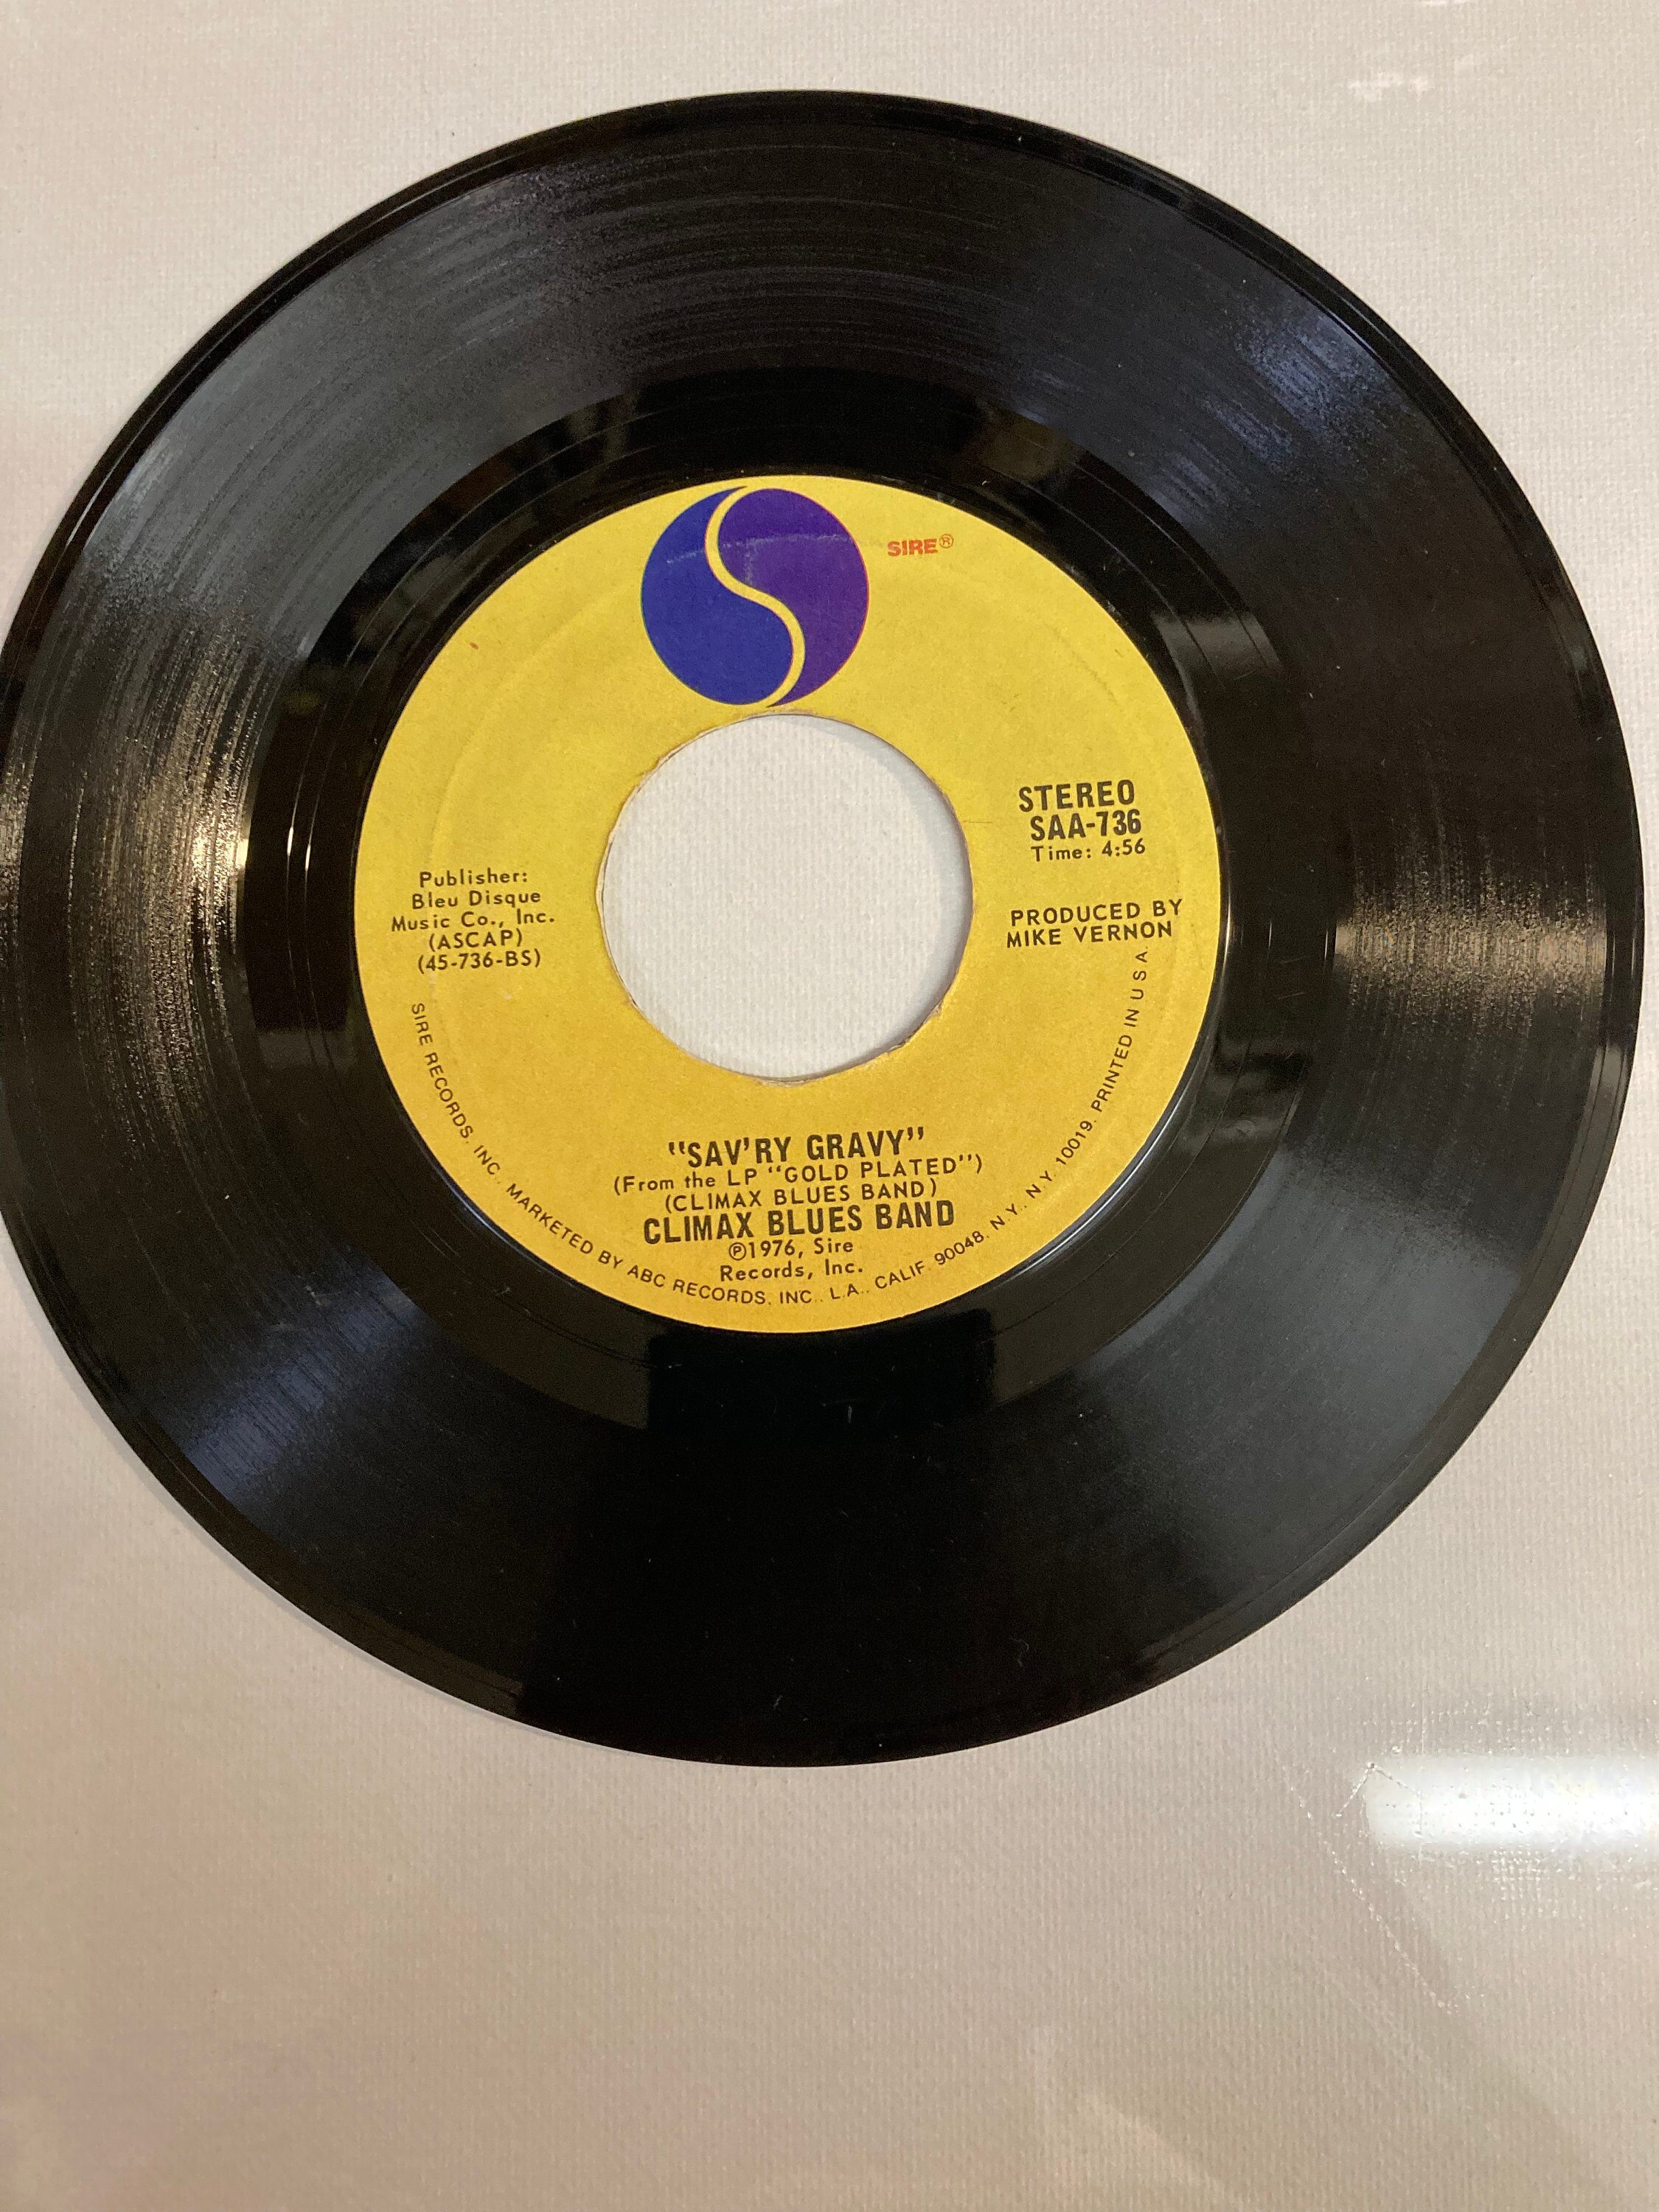 SIRE®
STEREO
SAA-736
Time: 4:56
Publisher:
Bleu Disque
Music Co., Inc.
(ASCAP)
(45-736-BS)
PRODUCED BY
MIKE VERNON
"SAV'RY GRAVY"
(From the LP "GOLD PLATED")
(CLIMAX BLUES BAND)
CLIMAX BLUES BAND
℗1976, Sire
Records, Inc.
SIRE RECORDS, INC., MARKETED BY ABC RECORDS, INC., L.A., CALIF. 90048, N.Y., N.Y. 10019. PRINTED IN U S A